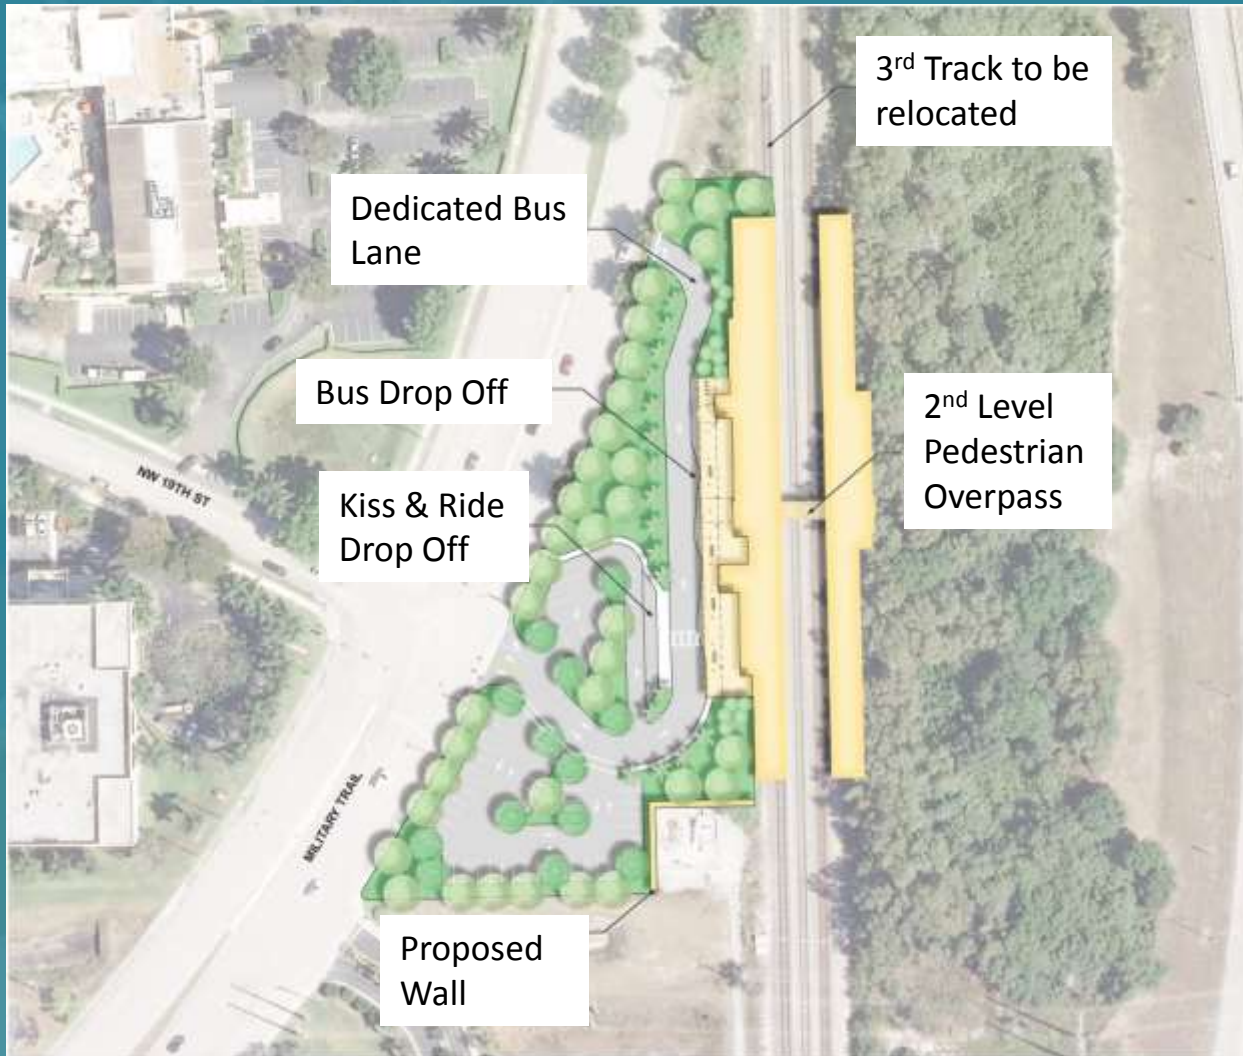 3rd Track to be
relocated
Dedicated Bus
Lane
Bus Drop Off
2nd Level
Pedestrian
Overpass
Kiss & Ride
Drop Off
NW 19TH ST
MILITARY TRAIL
Proposed
Wall